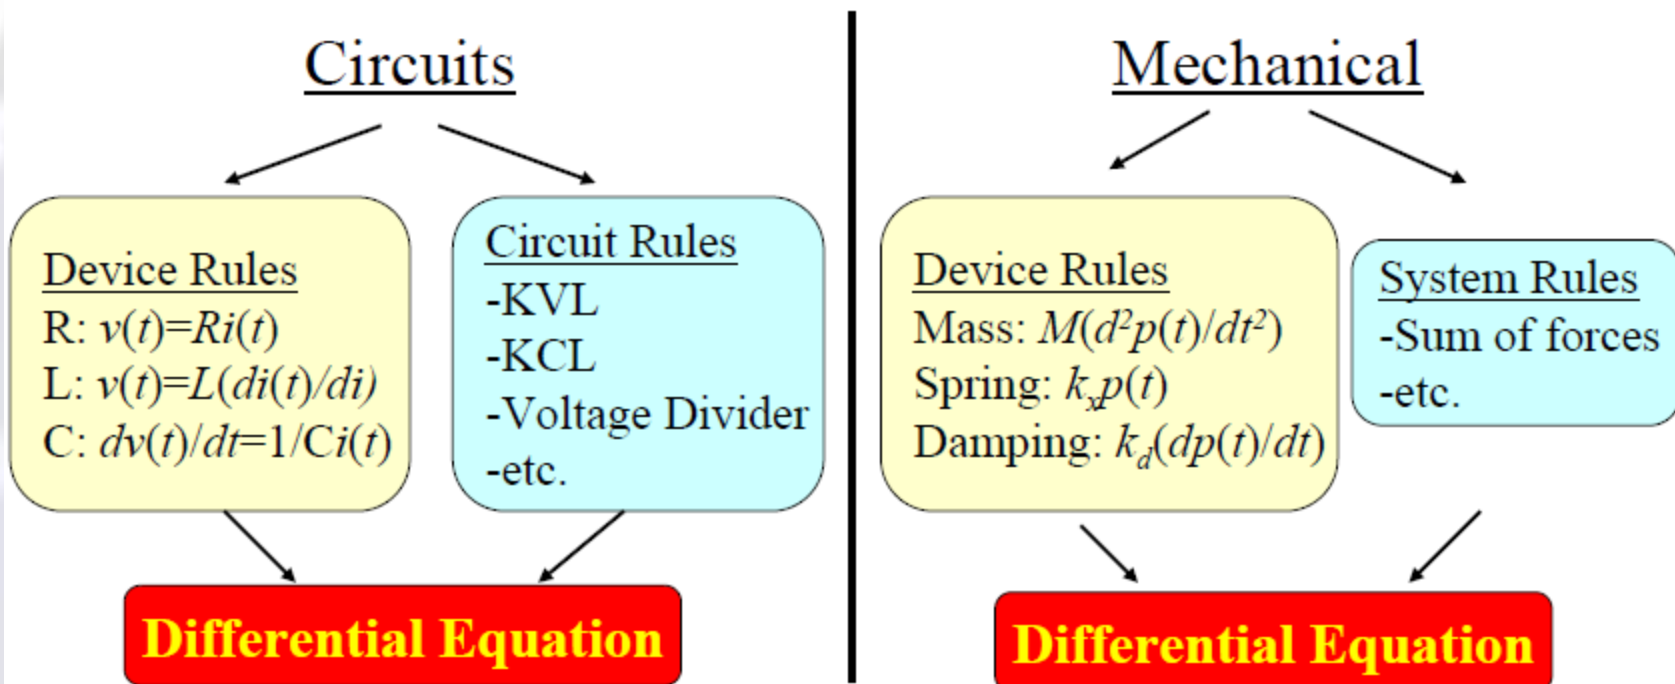 Circuits
Device Rules
R: v(t)=Ri(t)
L: v(t)=L(di(t)/di)
C: dv(t)/dt=1/Ci(t)
Circuit Rules
-KVL
-KCL
-Voltage Divider
-etc.
Differential Equation
Mechanical
Device Rules
Mass: M(d²p(t)/dt²)
Spring: kₓp(t)
Damping: k_d(dp(t)/dt)
System Rules
-Sum of forces
-etc.
Differential Equation